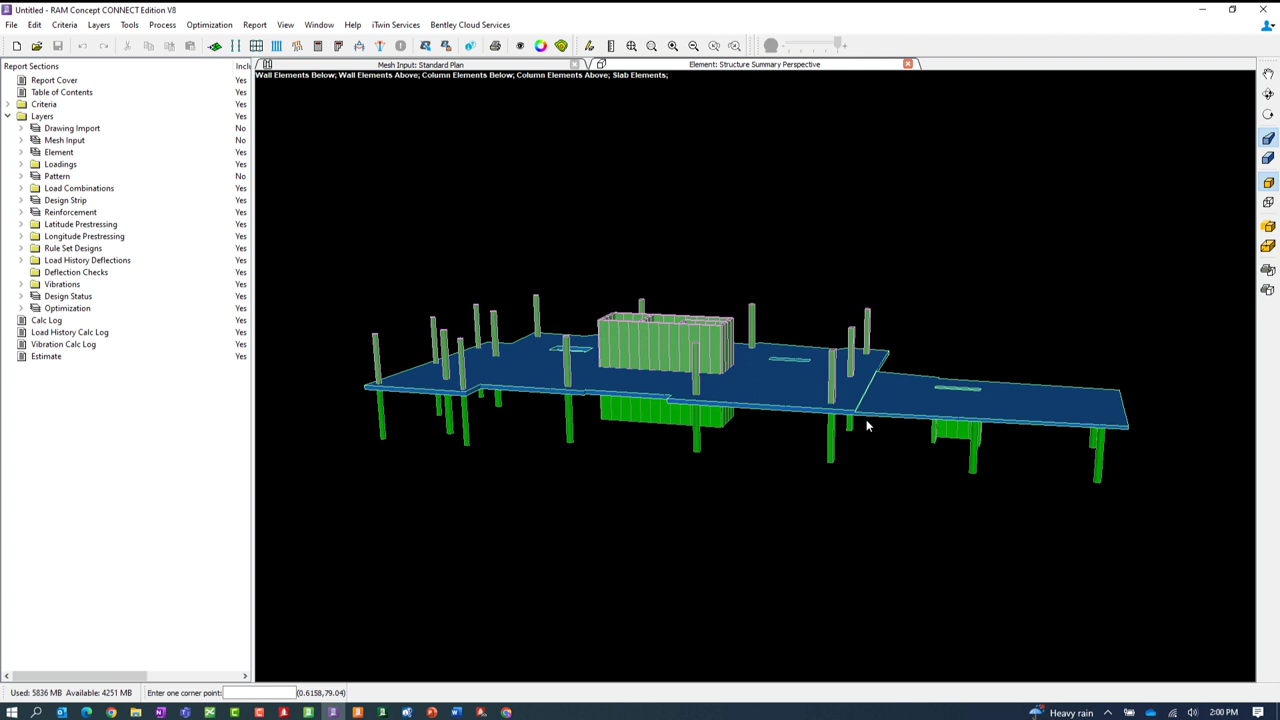 Untitled - RAM Concept CONNECT Edition V8
File Edit Criteria Layers Tools Process Optimization Report View Window Help iTwin Services Bentley Cloud Services
Report Sections Inclu
Mesh Input: Standard Plan
Element: Structure Summary Perspective
Wall Elements Below; Wall Elements Above; Column Elements Below; Column Elements Above; Slab Elements;
Report Cover Yes
Table of Contents Yes
Criteria Yes
Layers Yes
Drawing Import No
Mesh Input No
Element Yes
Loadings Yes
Pattern No
Load Combinations Yes
Design Strip Yes
Reinforcement Yes
Latitude Prestressing Yes
Longitude Prestressing Yes
Rule Set Designs Yes
Load History Deflections Yes
Deflection Checks Yes
Vibrations Yes
Design Status Yes
Optimization Yes
Calc Log Yes
Load History Calc Log Yes
Vibration Calc Log Yes
Estimate Yes
Used: 5836 MB Available: 4251 MB Enter one corner point: (0.6158,79.04)
Heavy rain 2:00 PM